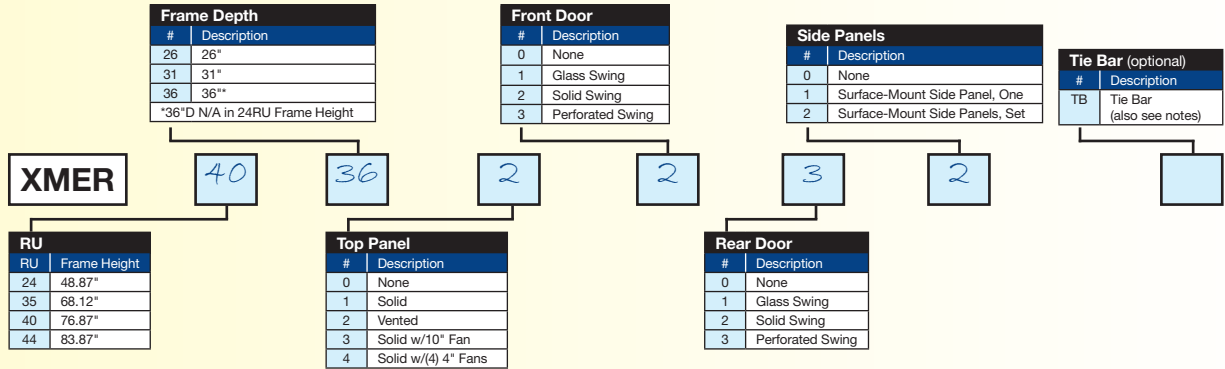 Frame Depth
# Description
26 26"
31 31"
36 36"*
*36"D N/A in 24RU Frame Height
Front Door
# Description
0 None
1 Glass Swing
2 Solid Swing
3 Perforated Swing
Side Panels
# Description
0 None
1 Surface-Mount Side Panel, One
2 Surface-Mount Side Panels, Set
Tie Bar (optional)
# Description
TB Tie Bar
(also see notes)
XMER 40 36 2 2 3 2
RU
RU Frame Height
24 48.87"
35 68.12"
40 76.87"
44 83.87"
Top Panel
# Description
0 None
1 Solid
2 Vented
3 Solid w/10" Fan
4 Solid w/(4) 4" Fans
Rear Door
# Description
0 None
1 Glass Swing
2 Solid Swing
3 Perforated Swing